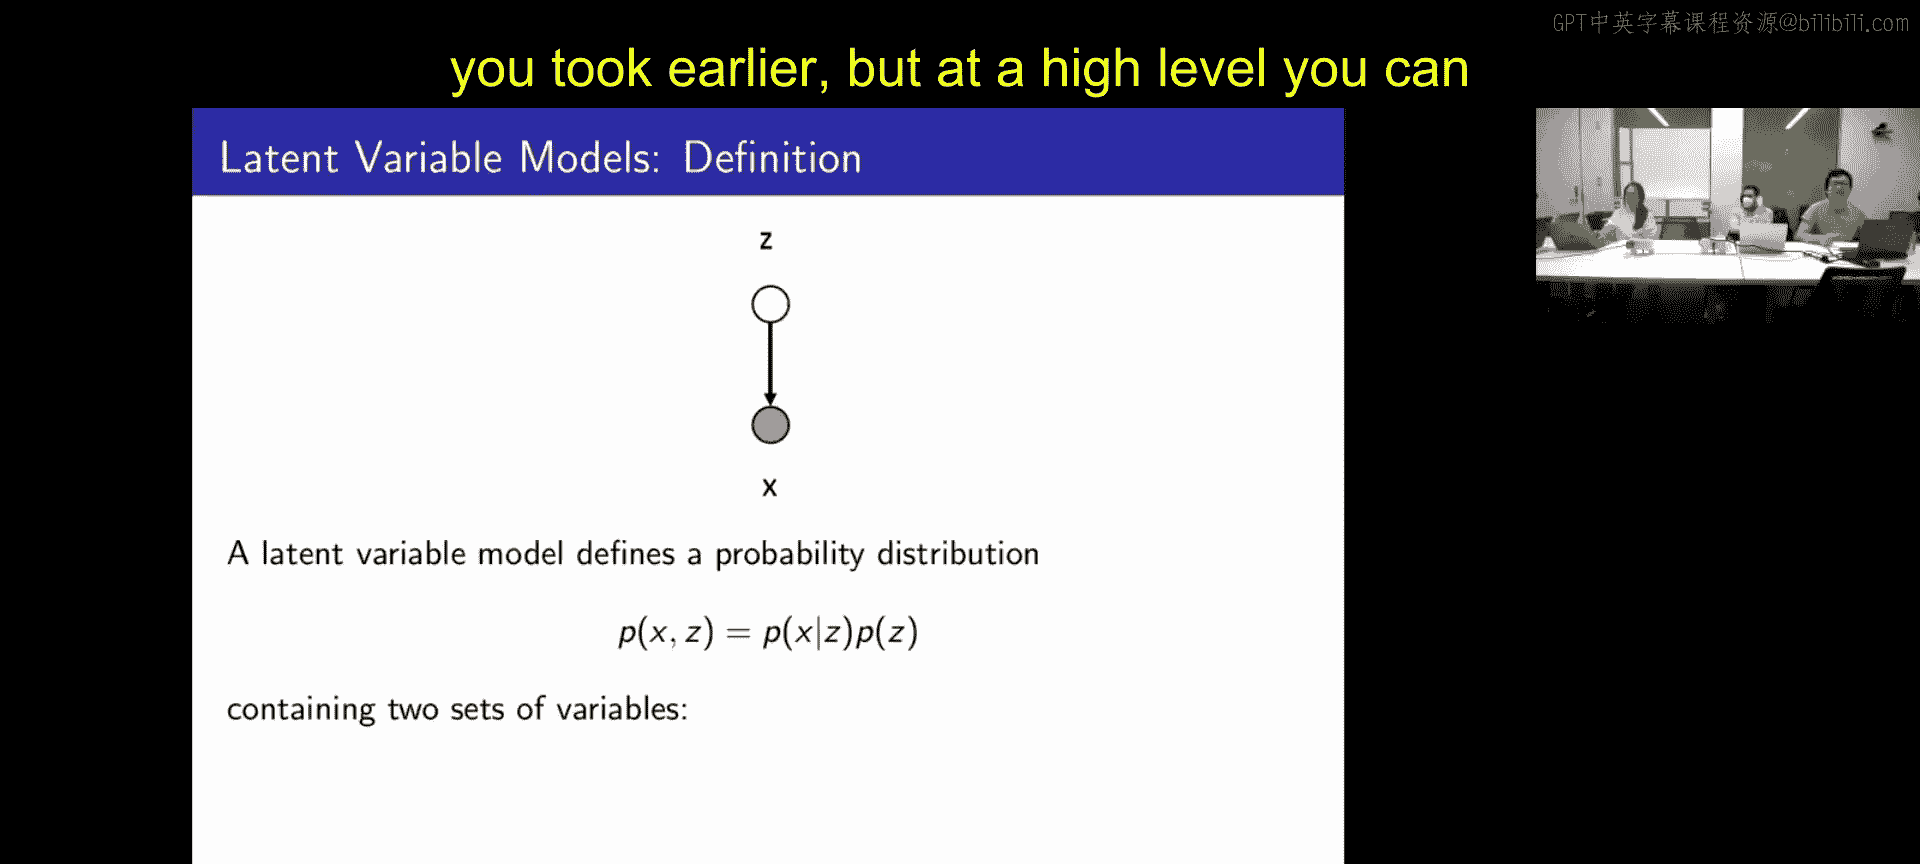 GPT中英字幕课程资源@bilibili.com
you took earlier, but at a high level you can
Latent Variable Models: Definition
z
x
A latent variable model defines a probability distribution
p(x, z) = p(x|z)p(z)
containing two sets of variables: